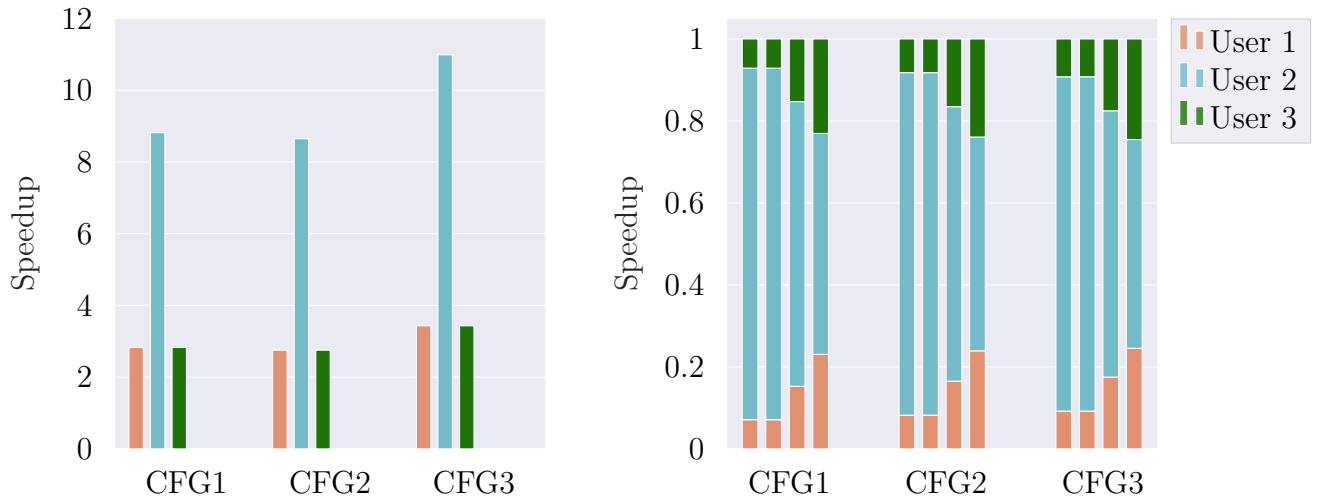 12
10
8
6
4
2
0
Speedup
CFG1 CFG2 CFG3
1
0.8
0.6
0.4
0.2
0
Speedup
CFG1 CFG2 CFG3
User 1
User 2
User 3